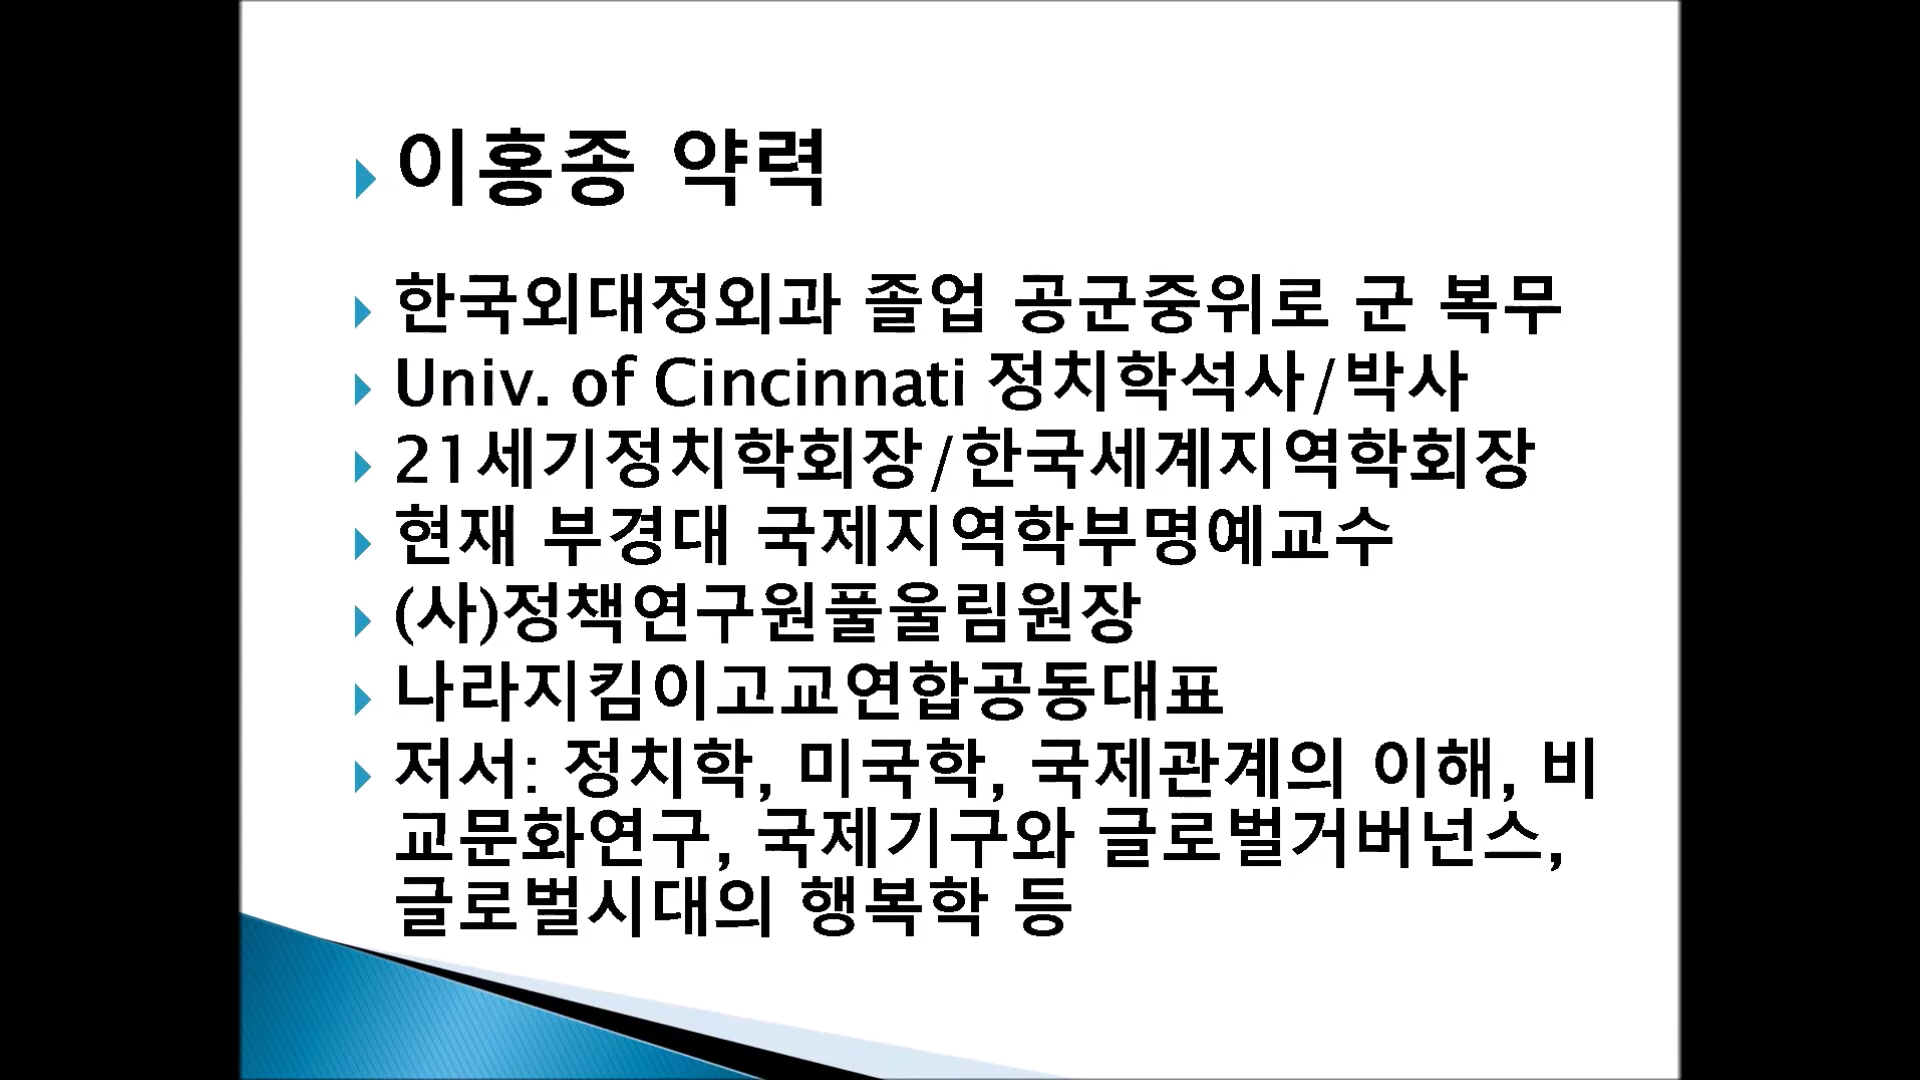 이홍종 약력
한국외대정외과 졸업 공군중위로 군 복무
Univ. of Cincinnati 정치학석사/박사
21세기정치학회장/한국세계지역학회장
현재 부경대 국제지역학부명예교수
(사)정책연구원풀울림원장
나라지킴이고교연합공동대표
저서: 정치학, 미국학, 국제관계의 이해, 비
교문화연구, 국제기구와 글로벌거버넌스,
글로벌시대의 행복학 등